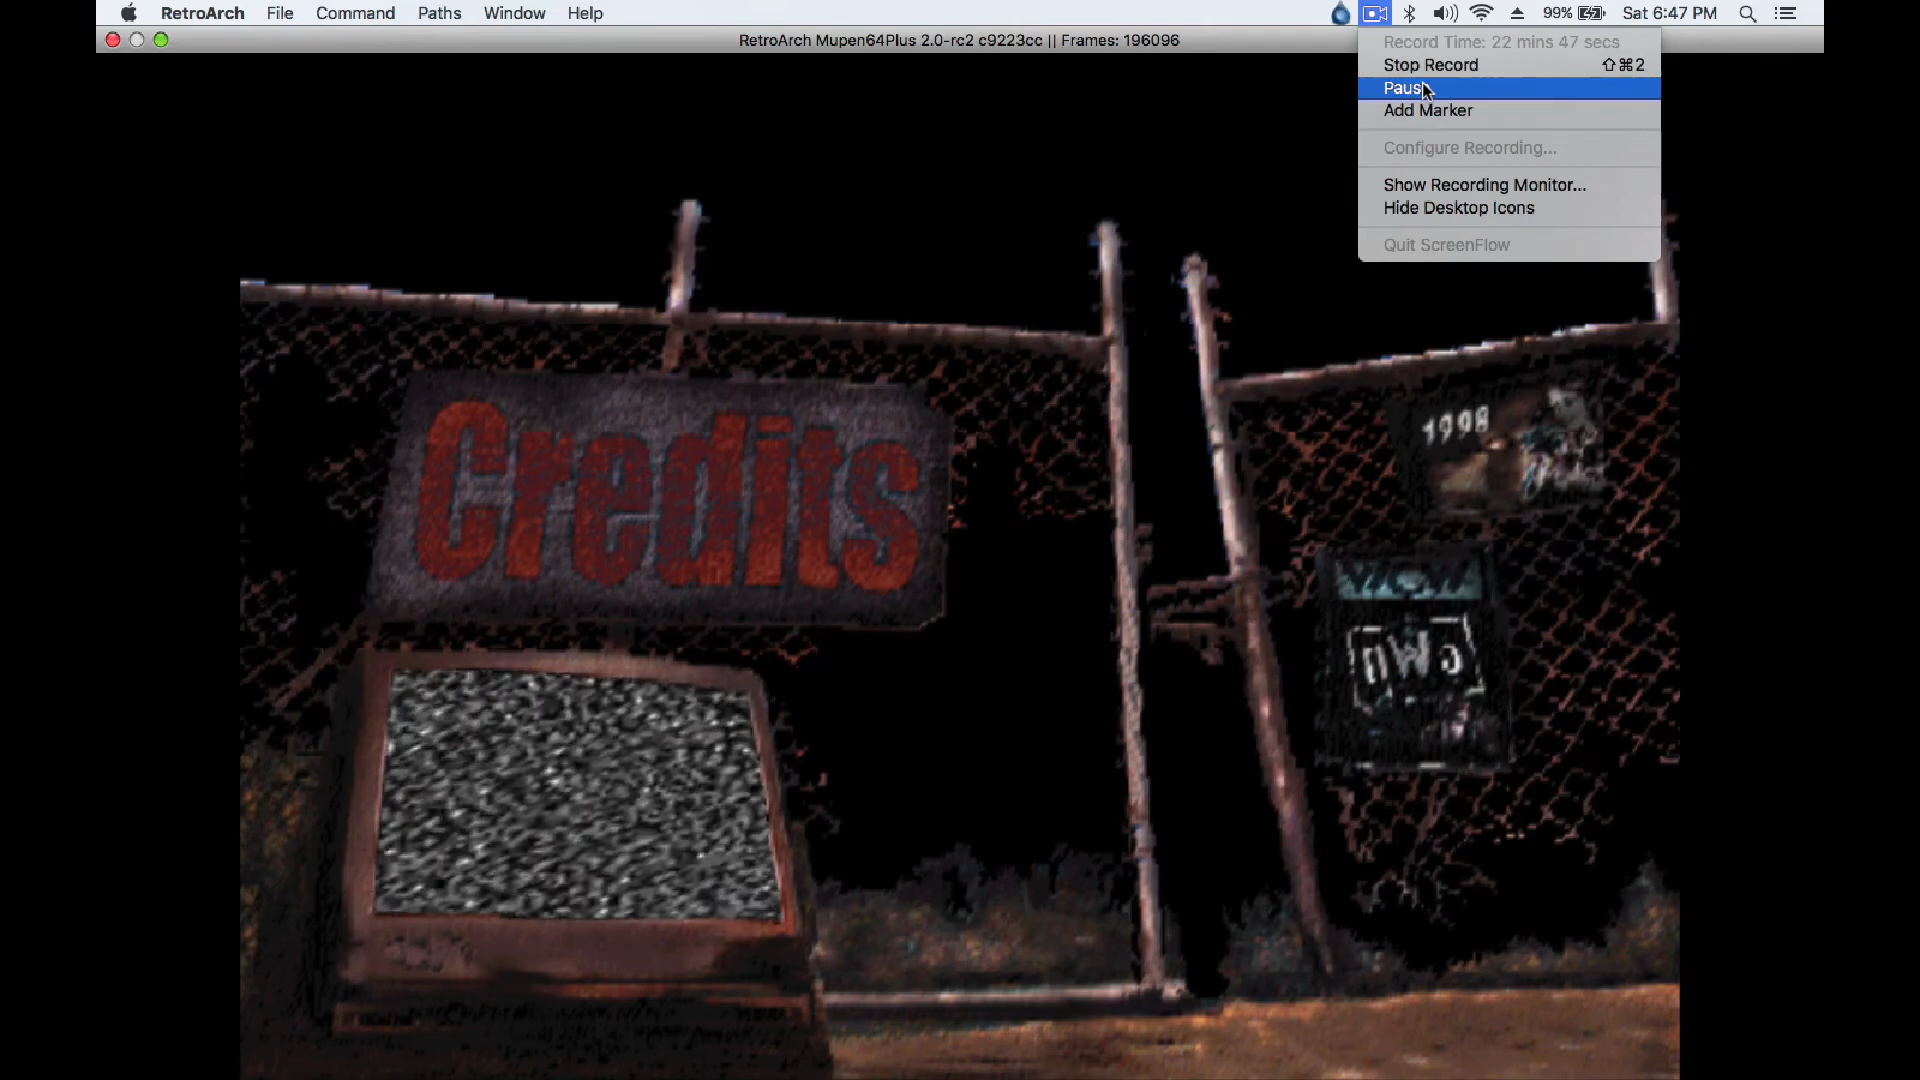 RetroArch File Command Paths Window Help 99% Sat 6:47 PM
RetroArch Mupen64Plus 2.0-rc2 c9223cc || Frames: 196096
Record Time: 22 mins 47 secs
Stop Record ⇧⌘2
Paus
Add Marker
Configure Recording...
Show Recording Monitor...
Hide Desktop Icons
Quit ScreenFlow
Credits
1998